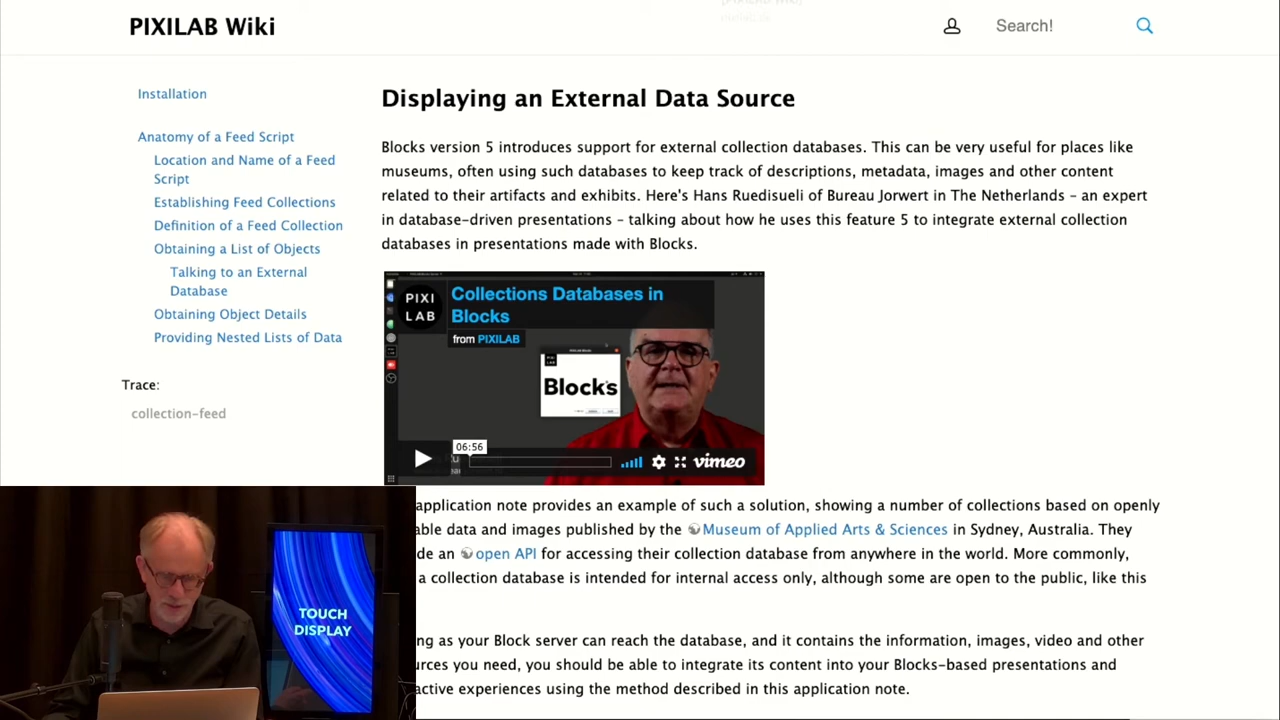 PIXILAB Wiki
Search!
Installation
Anatomy of a Feed Script
Location and Name of a Feed
Script
Establishing Feed Collections
Definition of a Feed Collection
Obtaining a List of Objects
Talking to an External
Database
Obtaining Object Details
Providing Nested Lists of Data
Trace:
collection-feed
Displaying an External Data Source
Blocks version 5 introduces support for external collection databases. This can be very useful for places like
museums, often using such databases to keep track of descriptions, metadata, images and other content
related to their artifacts and exhibits. Here's Hans Ruedisueli of Bureau Jorwert in The Netherlands – an expert
in database-driven presentations – talking about how he uses this feature 5 to integrate external collection
databases in presentations made with Blocks.
PIXI
LAB
Collections Databases in
Blocks
from PIXILAB
Blocks
06:56
vimeo
application note provides an example of such a solution, showing a number of collections based on openly
able data and images published by the Museum of Applied Arts & Sciences in Sydney, Australia. They
de an open API for accessing their collection database from anywhere in the world. More commonly,
a collection database is intended for internal access only, although some are open to the public, like this
ng as your Block server can reach the database, and it contains the information, images, video and other
urces you need, you should be able to integrate its content into your Blocks-based presentations and
active experiences using the method described in this application note.
TOUCH
DISPLAY